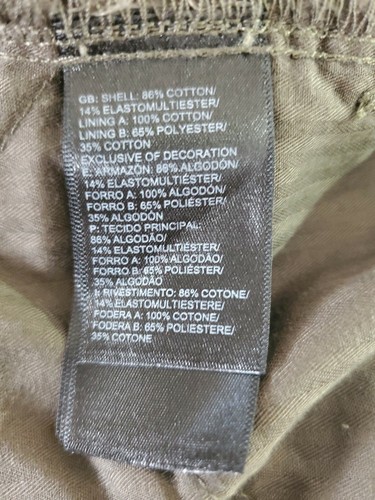 GB: SHELL: 86% COTTON/
14% ELASTOMULTIESTER/
LINING A: 100% COTTON/
LINING B: 65% POLYESTER/
35% COTTON
EXCLUSIVE OF DECORATION
E: ARMAZÓN: 86% ALGODÓN/
14% ELASTOMULTIÉSTER/
FORRO A: 100% ALGODÓN/
FORRO B: 65% POLIÉSTER/
35% ALGODÓN
P: TECIDO PRINCIPAL:
86% ALGODÃO/
14% ELASTOMULTIÉSTER/
FORRO A: 100% ALGODÃO/
FORRO B: 65% POLIÉSTER/
35% ALGODÃO
I: RIVESTIMENTO: 86% COTONE/
14% ELASTOMULTIESTERE/
FODERA A: 100% COTONE/
FODERA B: 65% POLIESTERE/
35% COTONE